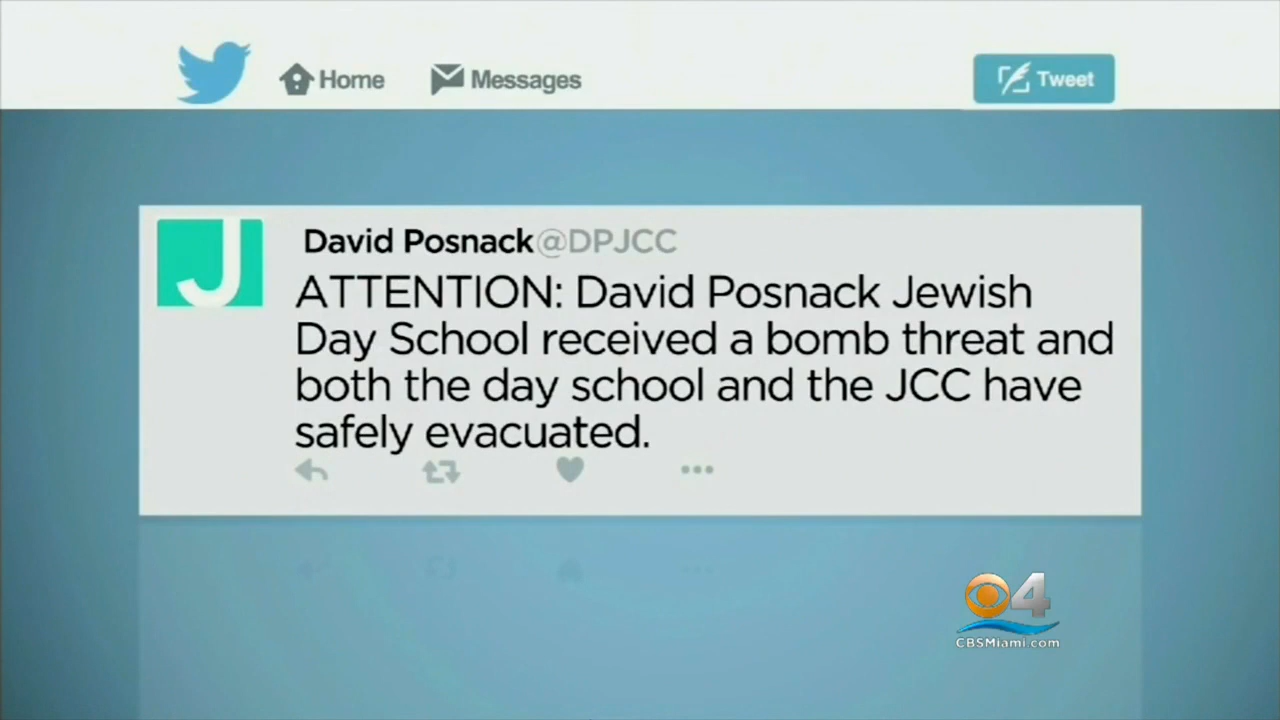 Home Messages Tweet
J
David Posnack@DPJCC
ATTENTION: David Posnack Jewish
Day School received a bomb threat and
both the day school and the JCC have
safely evacuated.
4
CBSMiami.com